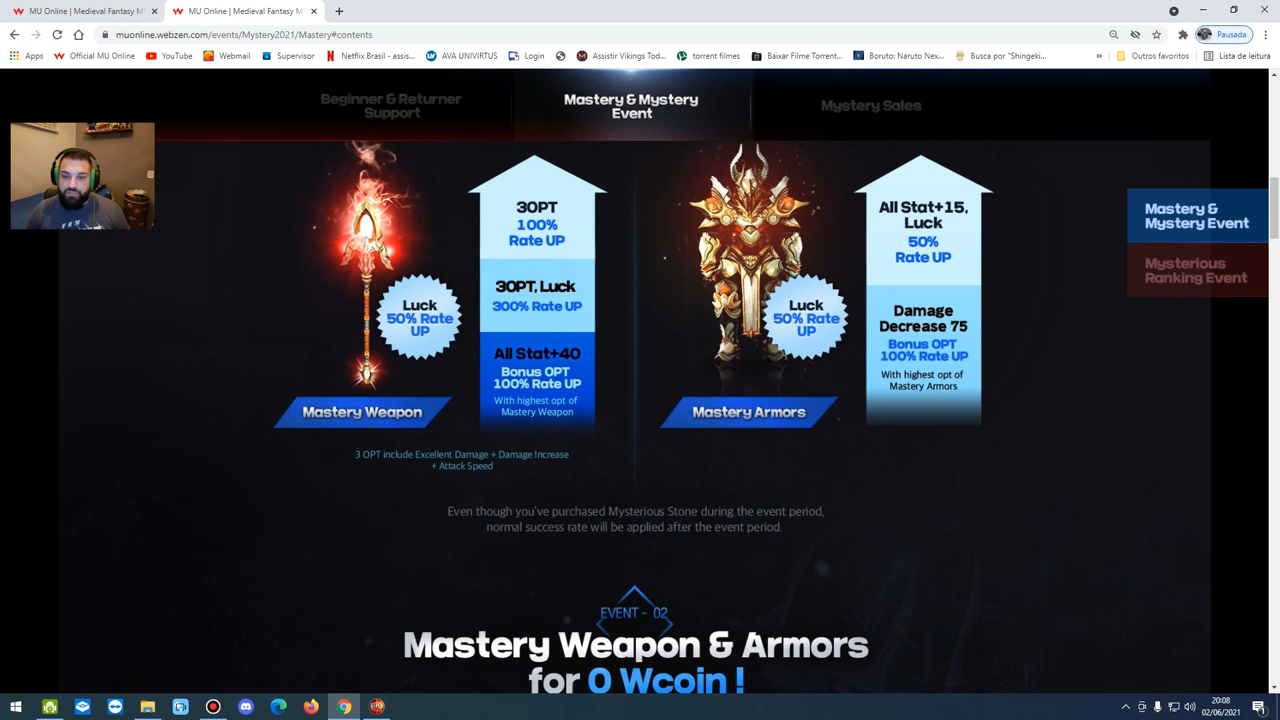 MU Online | Medieval Fantasy M
MU Online | Medieval Fantasy M
muonline.webzen.com/events/Mystery2021/Mastery#contents
Pausada
Apps
Official MU Online
YouTube
Webmail
Supervisor
Netflix Brasil - assis...
AVA UNIVIRTUS
Login
Assistir Vikings Tod...
torrent filmes
Baixar Filme Torrent...
Boruto: Naruto Nex...
Busca por "Shingeki...
»
Outros favoritos
Lista de leitura
Beginner & Returner
Support
Mastery & Mystery
Event
Mystery Sales
Mastery &
Mystery Event
Mysterious
Ranking Event
3OPT
100%
Rate UP
3OPT, Luck
300% Rate UP
All Stat+40
Bonus OPT
100% Rate UP
With highest opt of
Mastery Weapon
Luck
50% Rate
UP
Mastery Weapon
3 OPT include Excellent Damage + Damage Increase
+ Attack Speed
All Stat+15,
Luck
50%
Rate UP
Damage
Decrease 75
Bonus OPT
100% Rate UP
With highest opt of
Mastery Armors
Luck
50% Rate
UP
Mastery Armors
Even though you've purchased Mysterious Stone during the event period,
normal success rate will be applied after the event period.
EVENT - 02
Mastery Weapon & Armors
for 0 Wcoin !
20:08
02/06/2021